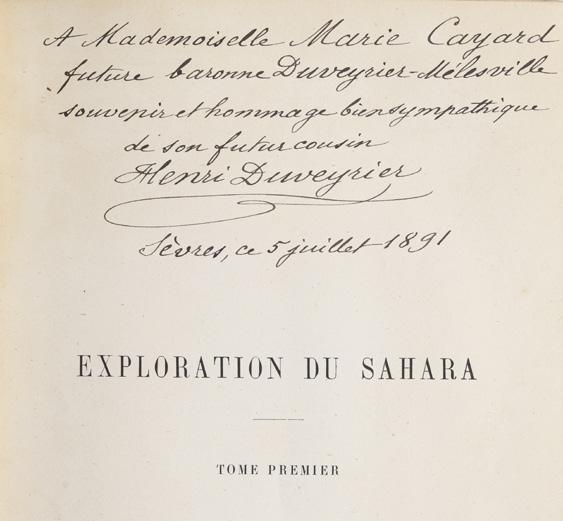 A Mademoiselle Marie Cayard
future baronne Duveyrier-Mélesville
souvenir et hommage bien sympathique
de son futur cousin
Henri Duveyrier
Sèvres, ce 5 juillet 1891
EXPLORATION DU SAHARA
TOME PREMIER